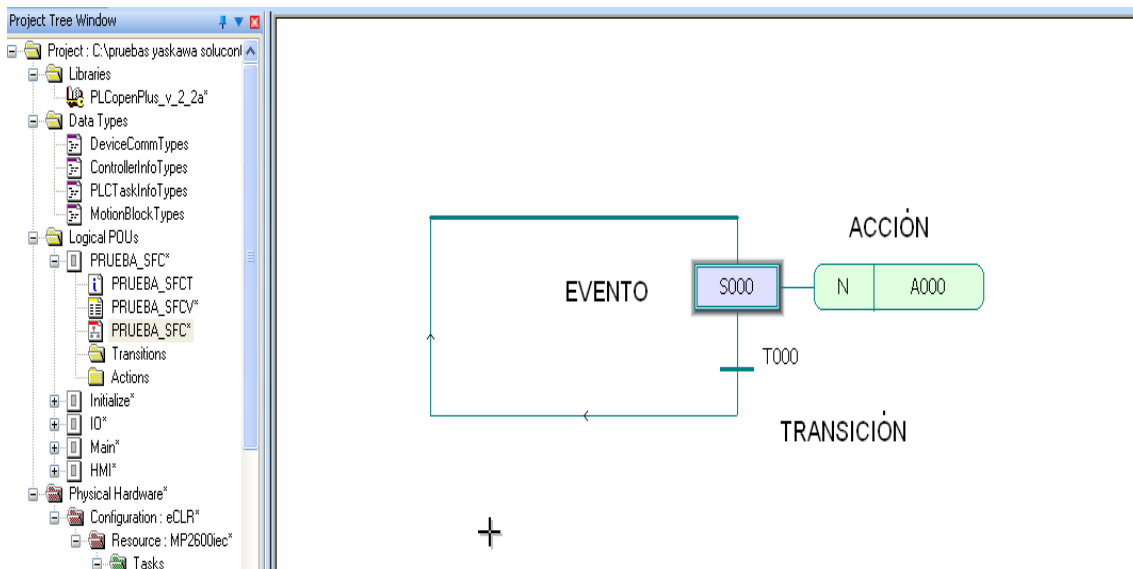 Project Tree Window
Project : C:\pruebas yaskawa solucont
Libraries
PLCopenPlus_v_2_2a*
Data Types
DeviceCommTypes
ControllerInfoTypes
PLCTaskInfoTypes
MotionBlockTypes
Logical POUs
PRUEBA_SFC*
PRUEBA_SFCT
PRUEBA_SFCV*
PRUEBA_SFC*
Transitions
Actions
Initialize*
IO*
Main*
HMI*
Physical Hardware*
Configuration : eCLR*
Resource : MP2600iec*
Tasks
ACCIÓN
EVENTO
S000
N
A000
T000
TRANSICIÓN